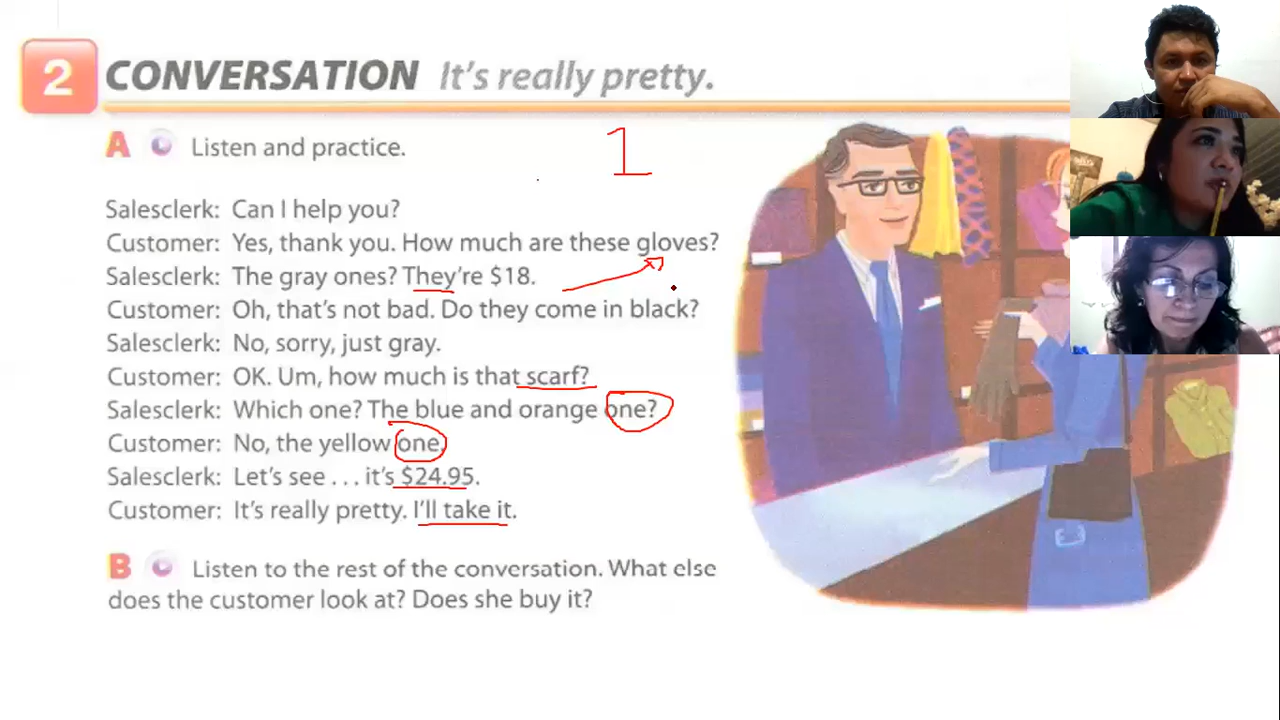 2 CONVERSATION It's really pretty.
A Listen and practice.
1
Salesclerk: Can I help you?
Customer: Yes, thank you. How much are these gloves?
Salesclerk: The gray ones? They're $18.
Customer: Oh, that's not bad. Do they come in black?
Salesclerk: No, sorry, just gray.
Customer: OK. Um, how much is that scarf?
Salesclerk: Which one? The blue and orange one?
Customer: No, the yellow one.
Salesclerk: Let's see . . . it's $24.95.
Customer: It's really pretty. I'll take it.
B Listen to the rest of the conversation. What else
does the customer look at? Does she buy it?